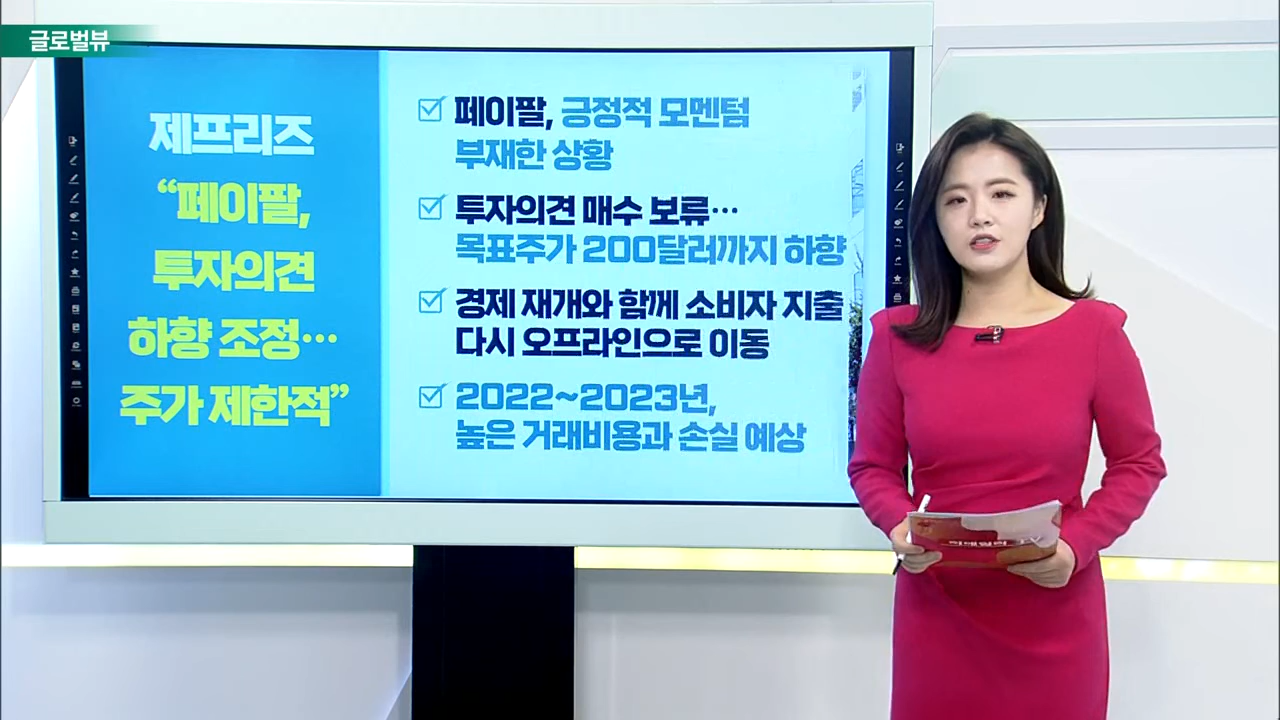 글로벌뷰
제프리즈
“페이팔,
투자의견
하향 조정…
주가 제한적”
페이팔, 긍정적 모멘텀
부재한 상황
투자의견 매수 보류…
목표주가 200달러까지 하향
경제 재개와 함께 소비자 지출
다시 오프라인으로 이동
2022~2023년,
높은 거래비용과 손실 예상